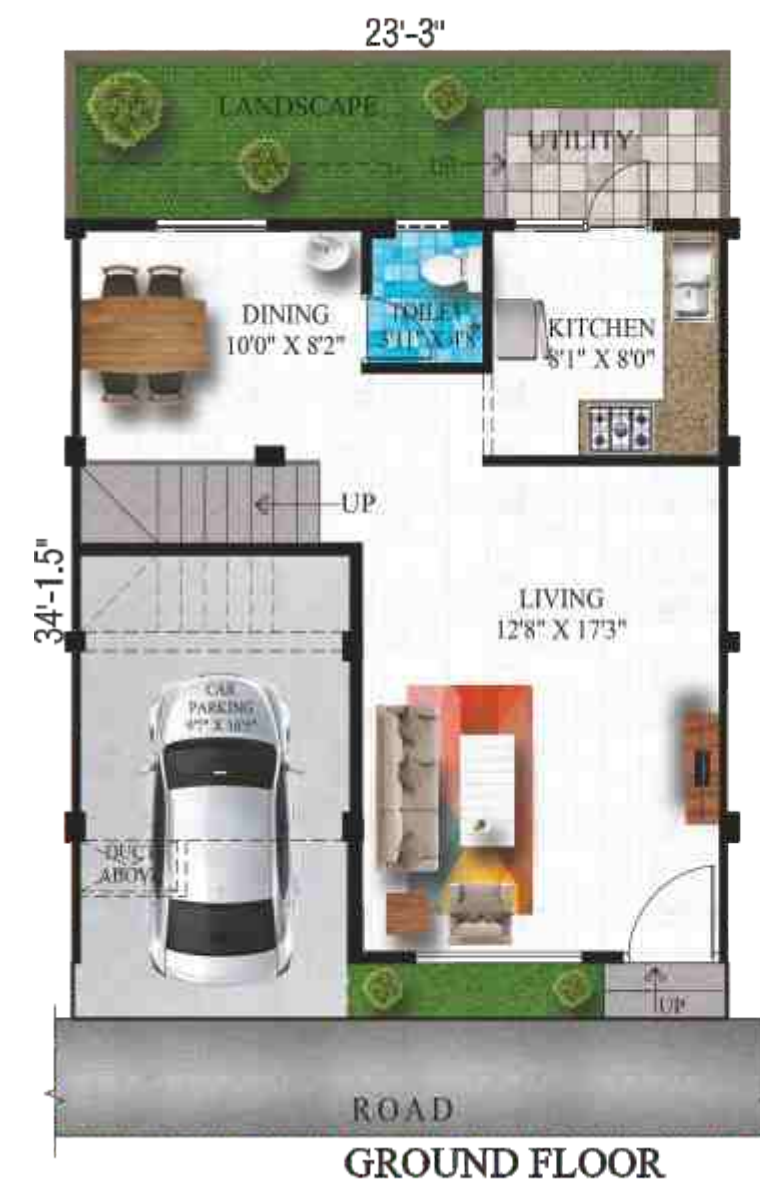 23'-3"
LANDSCAPE
UTILITY
UP
DINING
10'0" X 8'2"
TOILET
KITCHEN
8'1" X 8'0"
UP
34'-1.5"
LIVING
12'8" X 17'3"
CAR
PARKING
DUCT
ABOVE
UP
ROAD
GROUND FLOOR